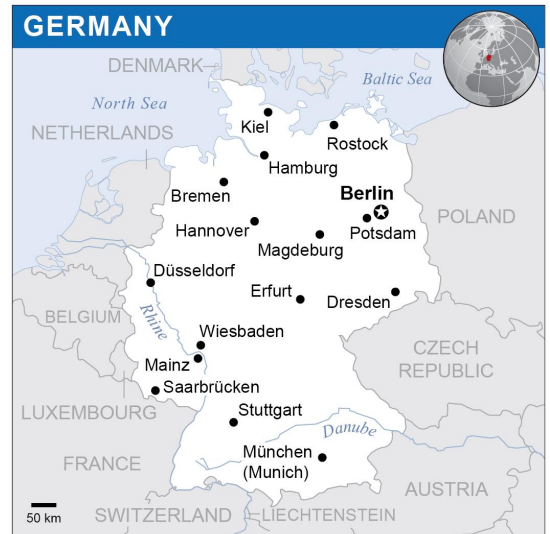 GERMANY
DENMARK
Baltic Sea
North Sea
Kiel
NETHERLANDS
Rostock
Hamburg
Bremen
Berlin
POLAND
Hannover
Potsdam
Magdeburg
Düsseldorf
Erfurt
Dresden
BELGIUM
Rhine
Wiesbaden
CZECH
REPUBLIC
Mainz
Saarbrücken
LUXEMBOURG
Stuttgart
Danube
München
(Munich)
FRANCE
AUSTRIA
50 km
SWITZERLAND
LIECHTENSTEIN